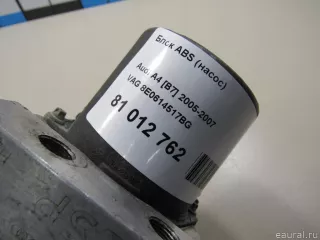 Блок ABS (насос)
Audi A4 [B7] 2005-2007
VAG 8E0614517BG
81 012 762
© eaural.ru